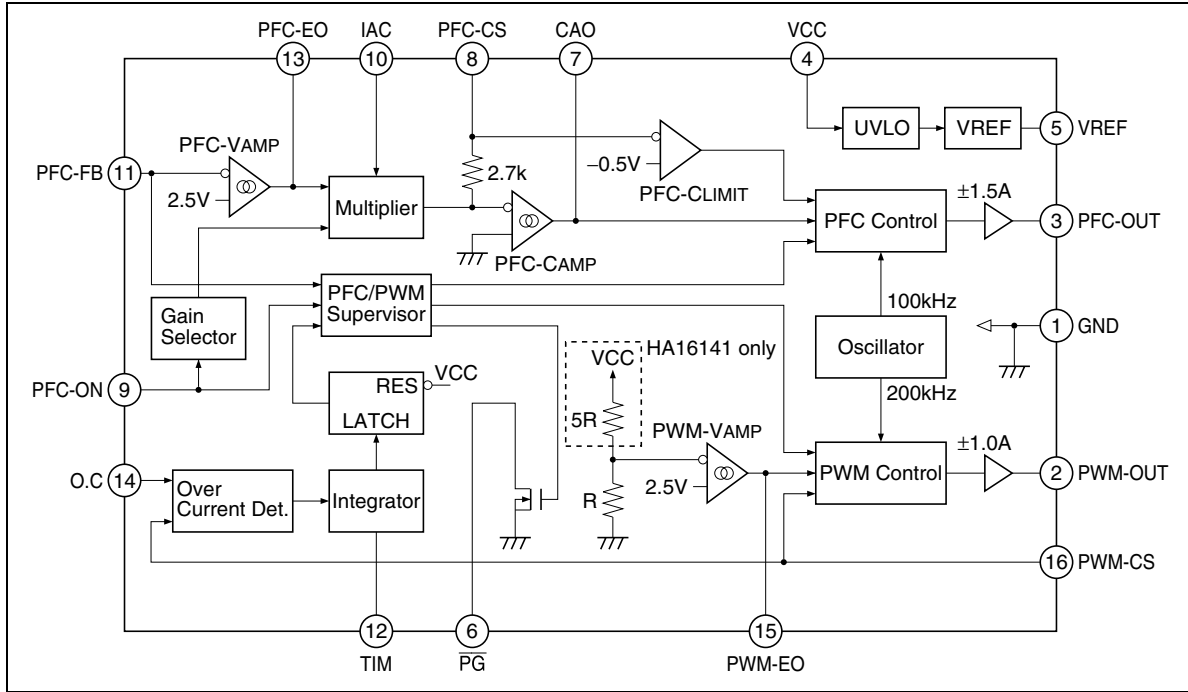 PFC-EO
IAC
PFC-CS
CAO
VCC
13
10
8
7
4
UVLO
VREF
5
VREF
PFC-VAMP
PFC-FB
11
2.5V
Multiplier
2.7k
−0.5V
PFC-CLIMIT
PFC-CAMP
PFC Control
±1.5A
3
PFC-OUT
Gain
Selector
PFC/PWM
Supervisor
100kHz
Oscillator
200kHz
1
GND
HA16141 only
VCC
5R
PFC-ON
9
RES
VCC
LATCH
PWM-VAMP
2.5V
R
PWM Control
±1.0A
2
PWM-OUT
O.C
14
Over
Current Det.
Integrator
16
PWM-CS
12
6
15
TIM
PG
PWM-EO